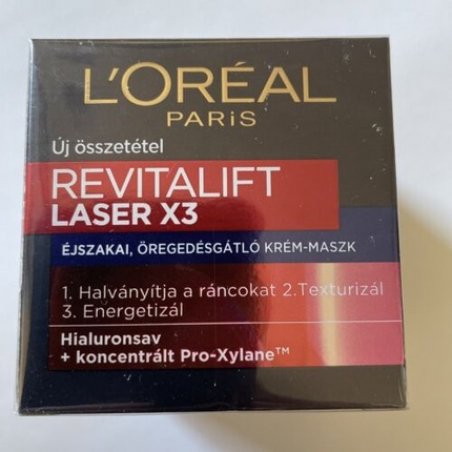 L'ORÉAL
PARIS
Új összetétel
REVITALIFT
LASER X3
ÉJSZAKAI, ÖREGEDÉSGÁTLÓ KRÉM-MASZK
1. Halványítja a ráncokat 2. Texturizál
3. Energetizál
Hialuronsav
+ koncentrált Pro-Xylane™